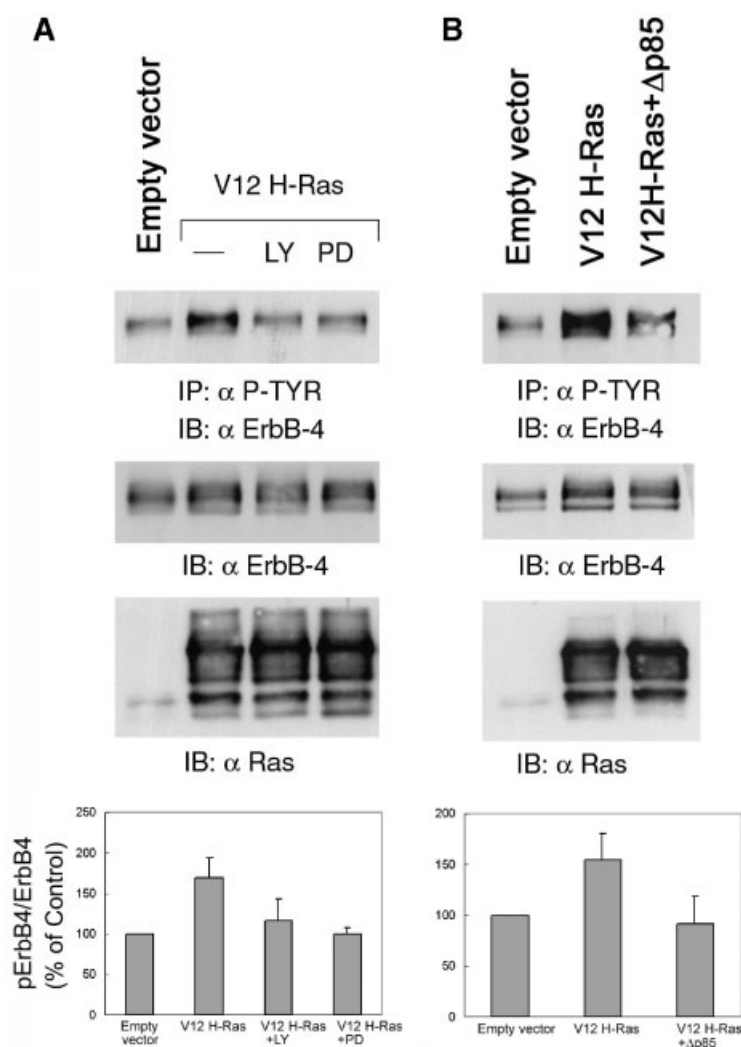 A
Empty vector
V12 H-Ras
— LY PD
IP: α P-TYR
IB: α ErbB-4
IB: α ErbB-4
IB: α Ras
pErbB4/ErbB4
(% of Control)
250
200
150
100
50
0
Empty
vector
V12 H-Ras
V12 H-Ras
+LY
V12 H-Ras
+PD
B
Empty vector
V12 H-Ras
V12H-Ras+Δp85
IP: α P-TYR
IB: α ErbB-4
IB: α ErbB-4
IB: α Ras
200
150
100
50
0
Empty vector
V12 H-Ras
V12 H-Ras
+Δp85